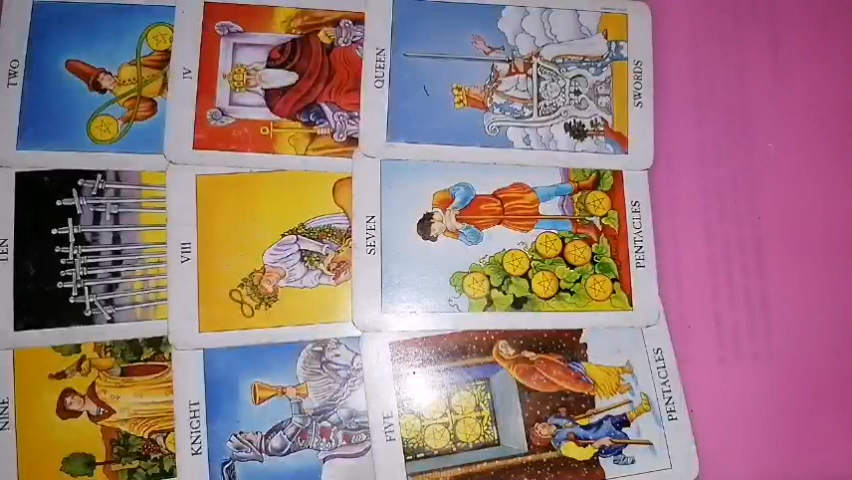 TWO
IV
QUEEN
SWORDS
TEN
VIII
SEVEN
PENTACLES
NINE
KNIGHT
FIVE
PENTACLES